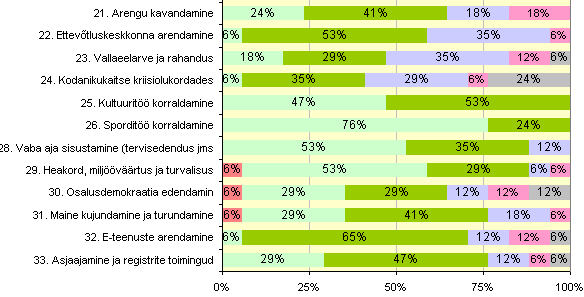 21. Arengu kavandamine 24% 41% 18% 18%
22. Ettevõtluskeskkonna arendamine 6% 53% 35% 6%
23. Vallaeelarve ja rahandus 18% 29% 35% 12% 6%
24. Kodanikukaitse kriisiolukordades 6% 35% 29% 6% 24%
25. Kultuuritöö korraldamine 47% 53%
26. Sporditöö korraldamine 76% 24%
28. Vaba aja sisustamine (tervisedendus jms 53% 35% 12%
29. Heakord, miljööväärtus ja turvalisus 6% 53% 29% 6% 6%
30. Osalusdemokraatia edendamin 6% 29% 29% 12% 12% 12%
31. Maine kujundamine ja turundamine 6% 29% 41% 18% 6%
32. E-teenuste arendamine 6% 65% 12% 12% 6%
33. Asjaajamine ja registrite toimingud 29% 47% 12% 6% 6%
0% 25% 50% 75% 100%